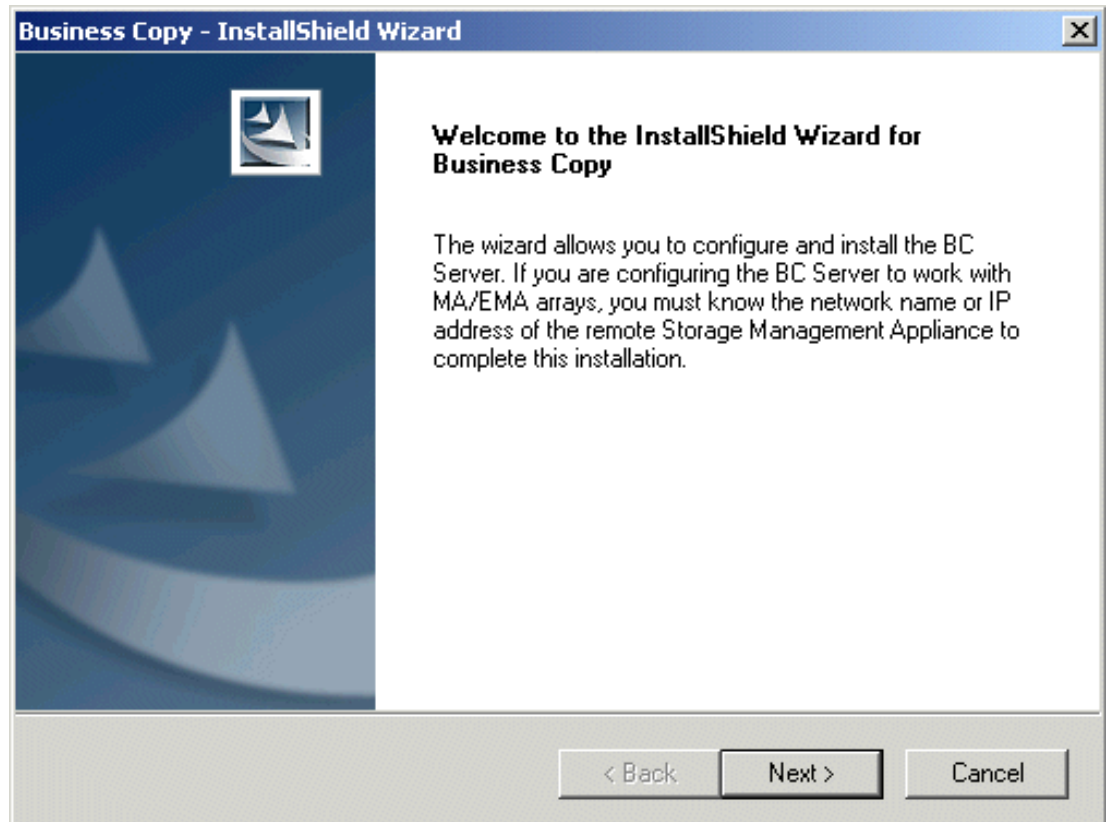 Business Copy - InstallShield Wizard
Welcome to the InstallShield Wizard for
Business Copy
The wizard allows you to configure and install the BC
Server. If you are configuring the BC Server to work with
MA/EMA arrays, you must know the network name or IP
address of the remote Storage Management Appliance to
complete this installation.
< Back
Next >
Cancel